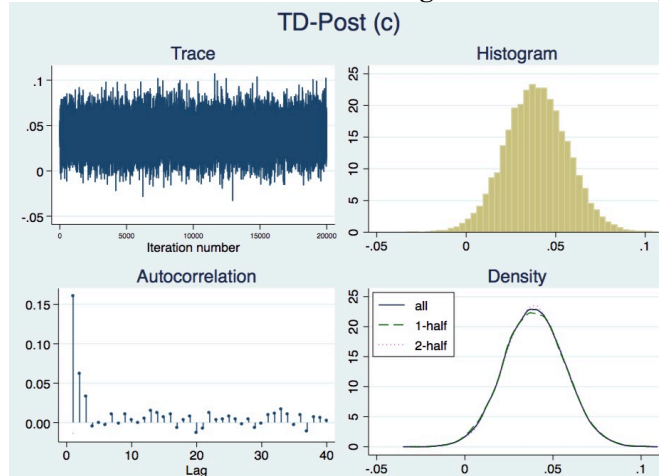 TD-Post (c)
Trace
.1
.05
0
-.05
0 5000 10000 15000 20000
Iteration number
Histogram
25
20
15
10
5
0
-.05 0 .05 .1
Autocorrelation
0.15
0.10
0.05
0.00
0 10 20 30 40
Lag
Density
25
20
15
10
5
0
all
1-half
2-half
-.05 0 .05 .1